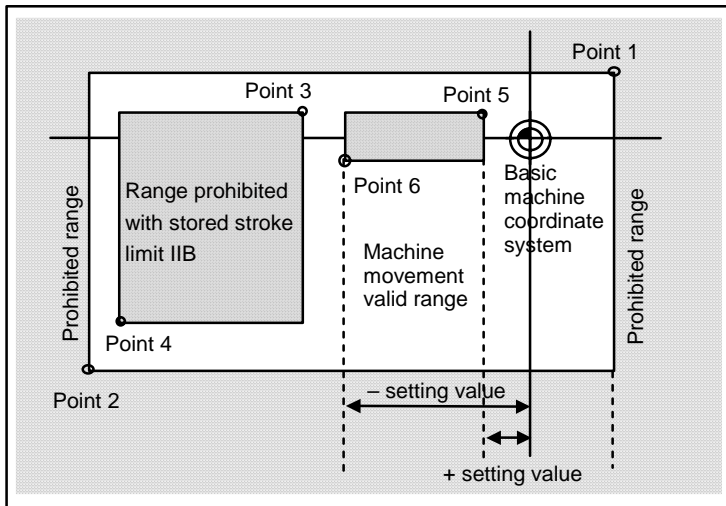 Point 1
Point 3
Point 5
Point 6
Range prohibited
with stored stroke
limit IIB
Basic
machine
coordinate
system
Machine
movement
valid range
Prohibited range
Prohibited range
Point 4
Point 2
– setting value
+ setting value